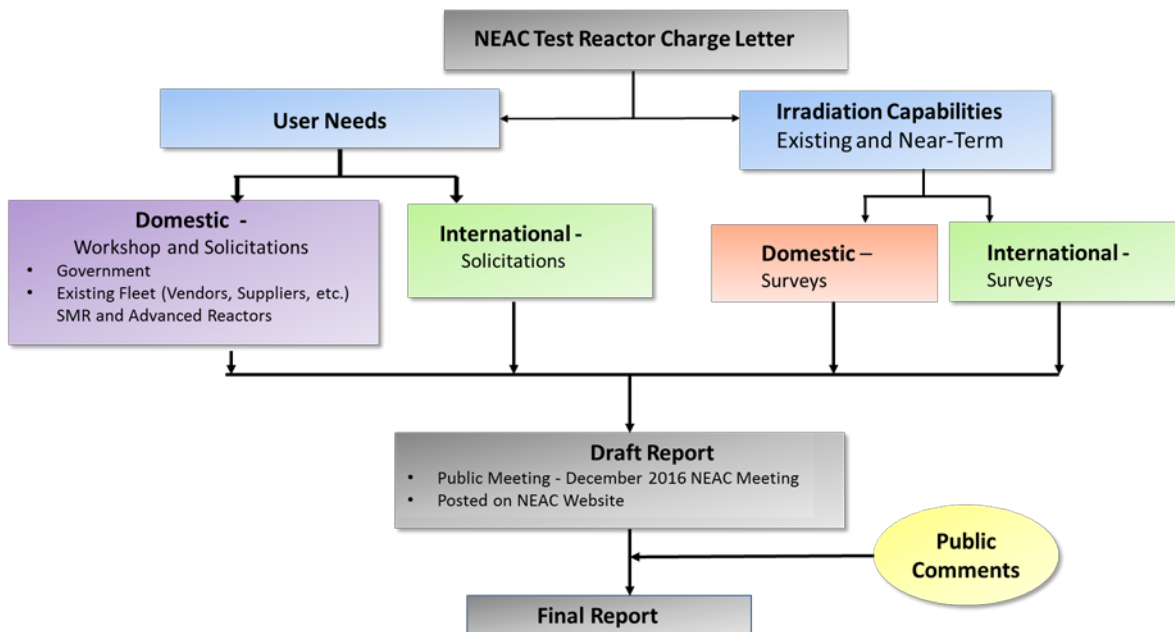 NEAC Test Reactor Charge Letter
User Needs
Irradiation Capabilities
Existing and Near-Term
Domestic -
Workshop and Solicitations
• Government
• Existing Fleet (Vendors, Suppliers, etc.)
SMR and Advanced Reactors
International -
Solicitations
Domestic –
Surveys
International -
Surveys
Draft Report
• Public Meeting - December 2016 NEAC Meeting
• Posted on NEAC Website
Public
Comments
Final Report